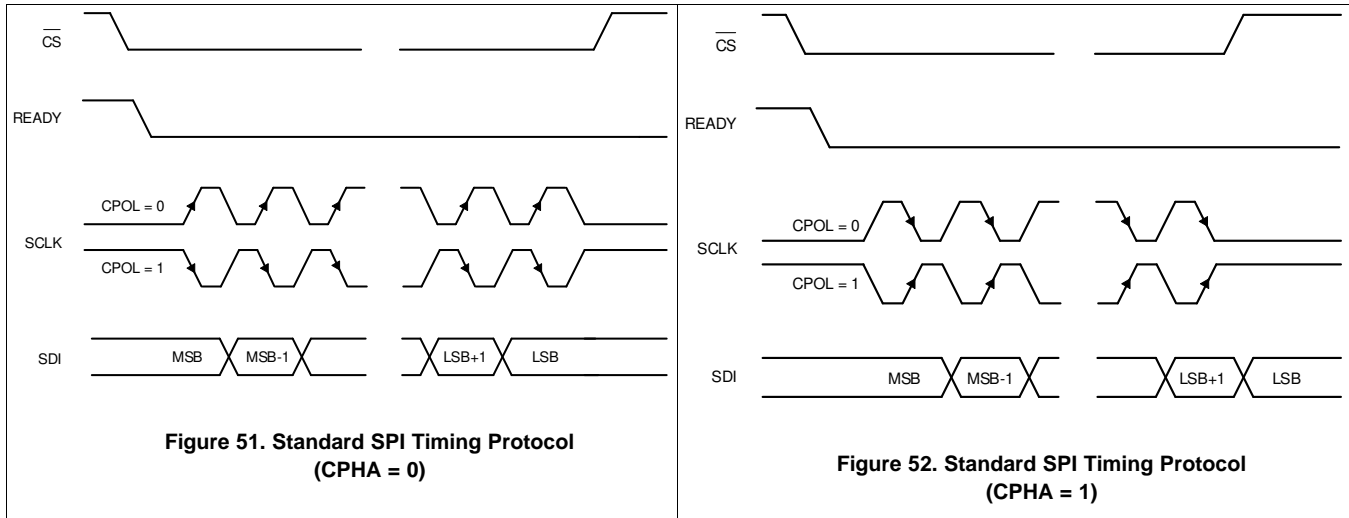 CS
READY
CPOL = 0
SCLK
CPOL = 1
SDI
MSB MSB-1 LSB+1 LSB
Figure 51. Standard SPI Timing Protocol
(CPHA = 0)
CS
READY
CPOL = 0
SCLK
CPOL = 1
SDI
MSB MSB-1 LSB+1 LSB
Figure 52. Standard SPI Timing Protocol
(CPHA = 1)